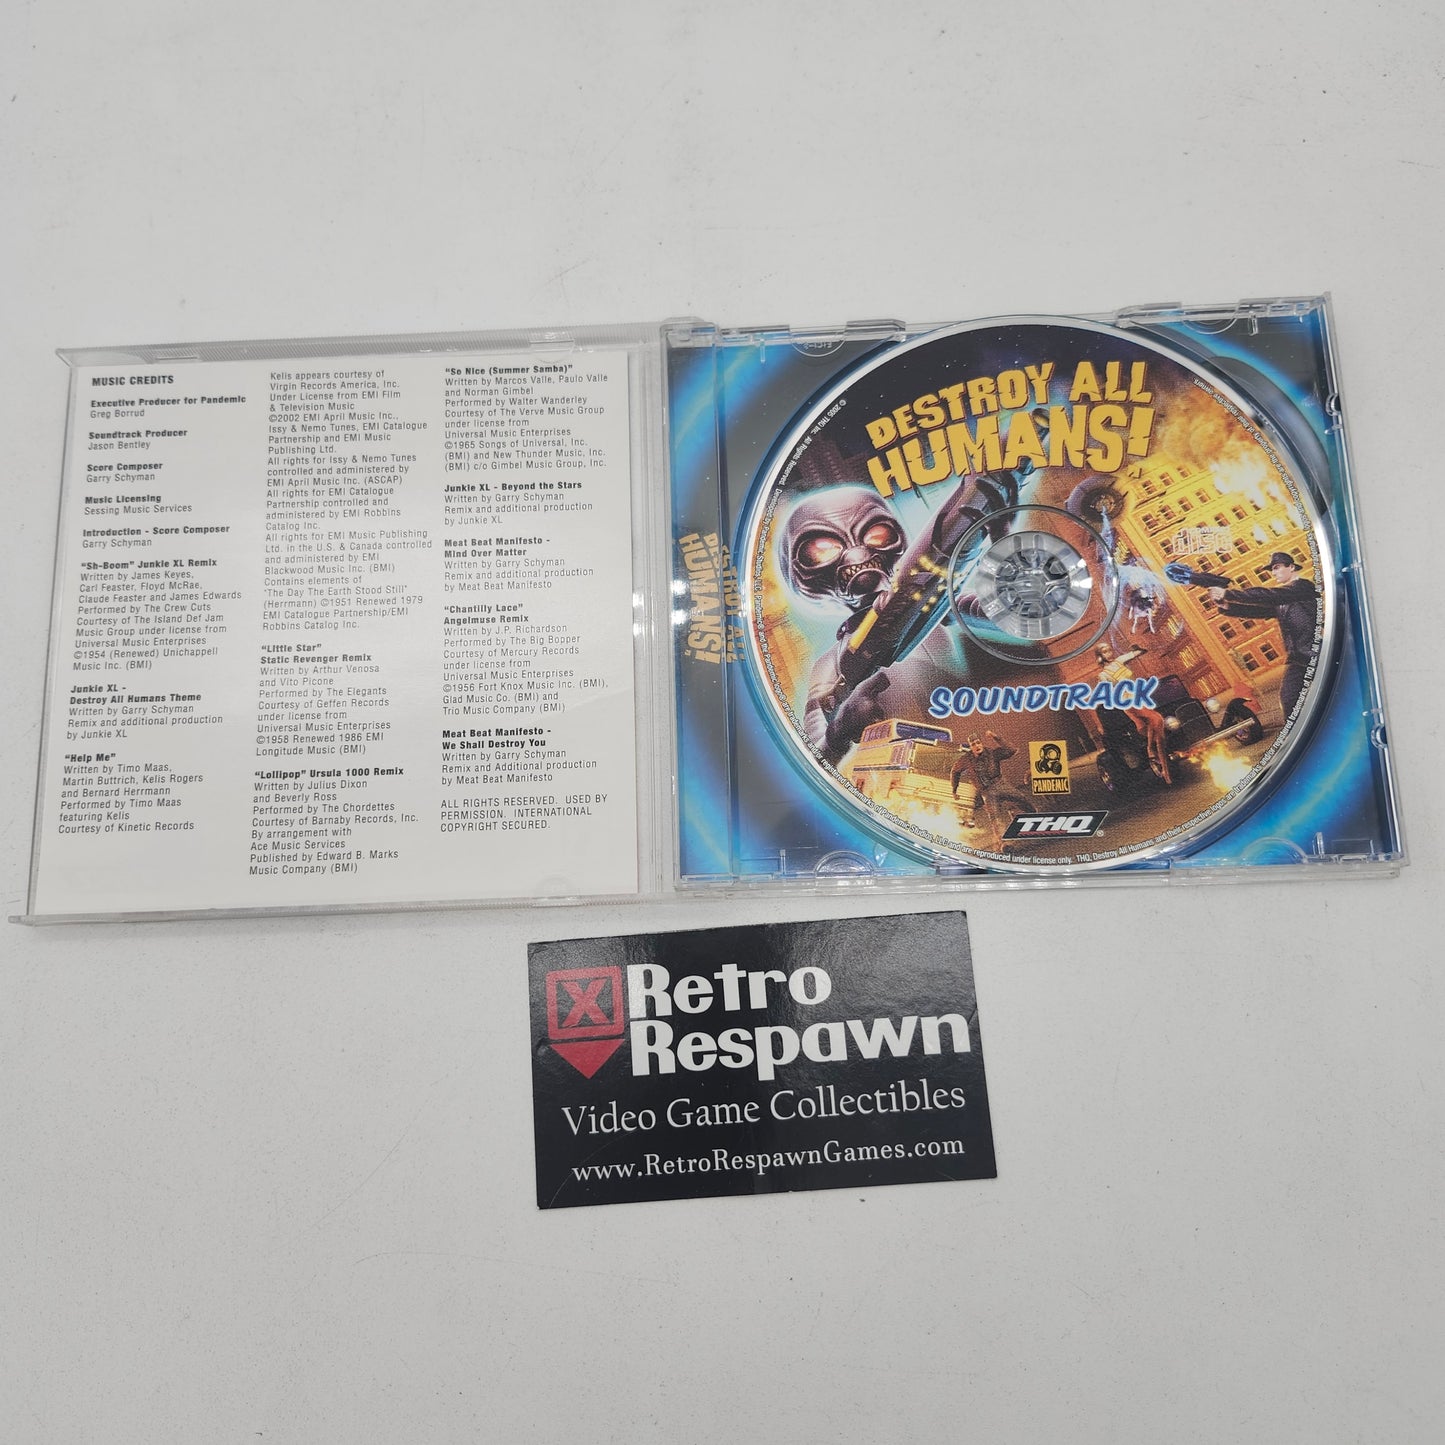 MUSIC CREDITS
Executive Producer for Pandemic
Greg Borrud
Soundtrack Producer
Jason Bentley
Score Composer
Garry Schyman
Music Licensing
Sessing Music Services
Introduction - Score Composer
Garry Schyman
"Sh-Boom" Junkie XL Remix
Written by James Keyes,
Carl Feaster, Floyd McRae,
Claude Feaster and James Edwards
Performed by The Crew Cuts
Courtesy of The Island Def Jam
Music Group under license from
Universal Music Enterprises
©1954 (Renewed) Unichappell
Music Inc. (BMI)
Junkie XL -
Destroy All Humans Theme
Written by Garry Schyman
Remix and additional production
by Junkie XL
"Help Me"
Written by Timo Maas,
Martin Buttrich, Kelis Rogers
and Bernard Herrmann
Performed by Timo Maas
featuring Kelis
Courtesy of Kinetic Records
Kelis appears courtesy of
Virgin Records America, Inc.
Under License from EMI Film
& Television Music
©2002 EMI April Music Inc.,
Issy & Nemo Tunes, EMI Catalogue
Partnership and EMI Music
Publishing Ltd.
All rights for Issy & Nemo Tunes
controlled and administered by
EMI April Music Inc. (ASCAP)
All rights for EMI Catalogue
Partnership controlled and
administered by EMI Robbins
Catalog Inc.
All rights for EMI Music Publishing
Ltd. in the U.S. & Canada controlled
and administered by EMI
Blackwood Music Inc. (BMI)
Contains elements of
"The Day The Earth Stood Still"
(Herrmann) ©1951 Renewed 1979
EMI Catalogue Partnership/EMI
Robbins Catalog Inc.
"Little Star"
Static Revenger Remix
Written by Arthur Venosa
and Vito Picone
Performed by The Elegants
Courtesy of Geffen Records
under license from
Universal Music Enterprises
©1958 Renewed 1986 EMI
Longitude Music (BMI)
"Lollipop" Ursula 1000 Remix
Written by Julius Dixon
and Beverly Ross
Performed by The Chordettes
Courtesy of Barnaby Records, Inc.
By arrangement with
Ace Music Services
Published by Edward B. Marks
Music Company (BMI)
"So Nice (Summer Samba)"
Written by Marcos Valle, Paulo Valle
and Norman Gimbel
Performed by Walter Wanderley
Courtesy of The Verve Music Group
under license from
Universal Music Enterprises
©1965 Songs of Universal, Inc.
(BMI) and New Thunder Music, Inc.
(BMI) c/o Gimbel Music Group, Inc.
Junkie XL - Beyond the Stars
Written by Garry Schyman
Remix and additional production
by Junkie XL
Meat Beat Manifesto -
Mind Over Matter
Written by Garry Schyman
Remix and additional production
by Meat Beat Manifesto
"Chantilly Lace"
Angelmuse Remix
Written by J.P. Richardson
Performed by The Big Bopper
Courtesy of Mercury Records
under license from
Universal Music Enterprises
©1956 Fort Knox Music Inc. (BMI),
Glad Music Co. (BMI) and
Trio Music Company (BMI)
Meat Beat Manifesto -
We Shall Destroy You
Written by Garry Schyman
Remix and Additional production
by Meat Beat Manifesto
ALL RIGHTS RESERVED. USED BY
PERMISSION. INTERNATIONAL
COPYRIGHT SECURED.
DESTROY ALL
HUMANS!
DESTROY ALL
HUMANS!
disc
SOUNDTRACK
PANDEMIC
THQ
Retro
Respawn
Video Game Collectibles
www.RetroRespawnGames.com